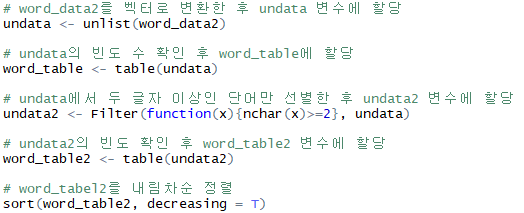 # word_data2를 벡터로 변환한 후 undata 변수에 할당
undata <- unlist(word_data2)
# undata의 빈도 수 확인 후 word_table에 할당
word_table <- table(undata)
# undata에서 두 글자 이상인 단어만 선별한 후 undata2 변수에 할당
undata2 <- Filter(function(x){nchar(x)>=2}, undata)
# undata2의 빈도 확인 후 word_table2 변수에 할당
word_table2 <- table(undata2)
# word_tabel2를 내림차순 정렬
sort(word_table2, decreasing = T)